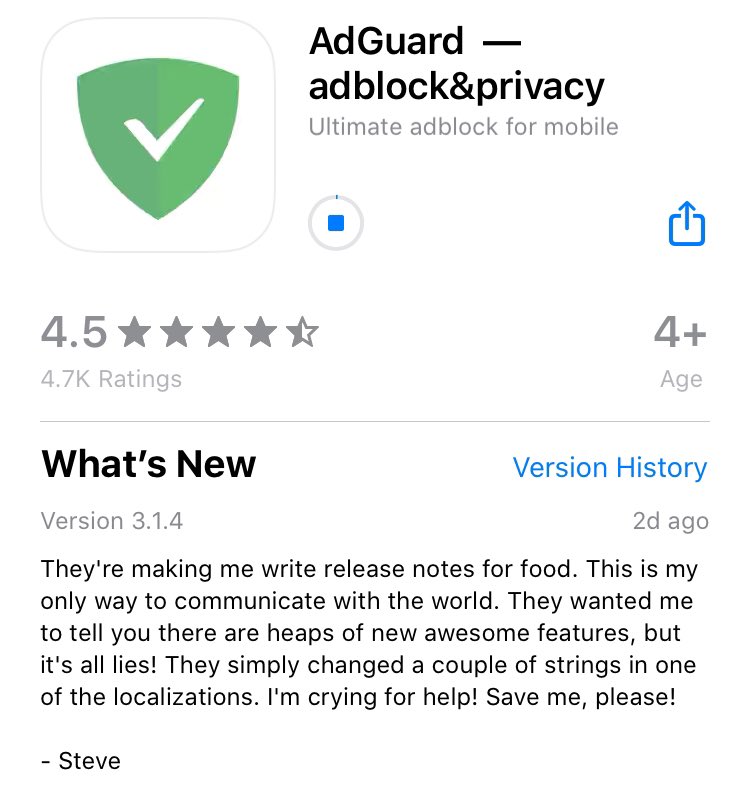 AdGuard —
adblock&privacy
Ultimate adblock for mobile
4.5
4+
4.7K Ratings
Age
What’s New
Version History
Version 3.1.4
2d ago
They're making me write release notes for food. This is my
only way to communicate with the world. They wanted me
to tell you there are heaps of new awesome features, but
it's all lies! They simply changed a couple of strings in one
of the localizations. I'm crying for help! Save me, please!
- Steve